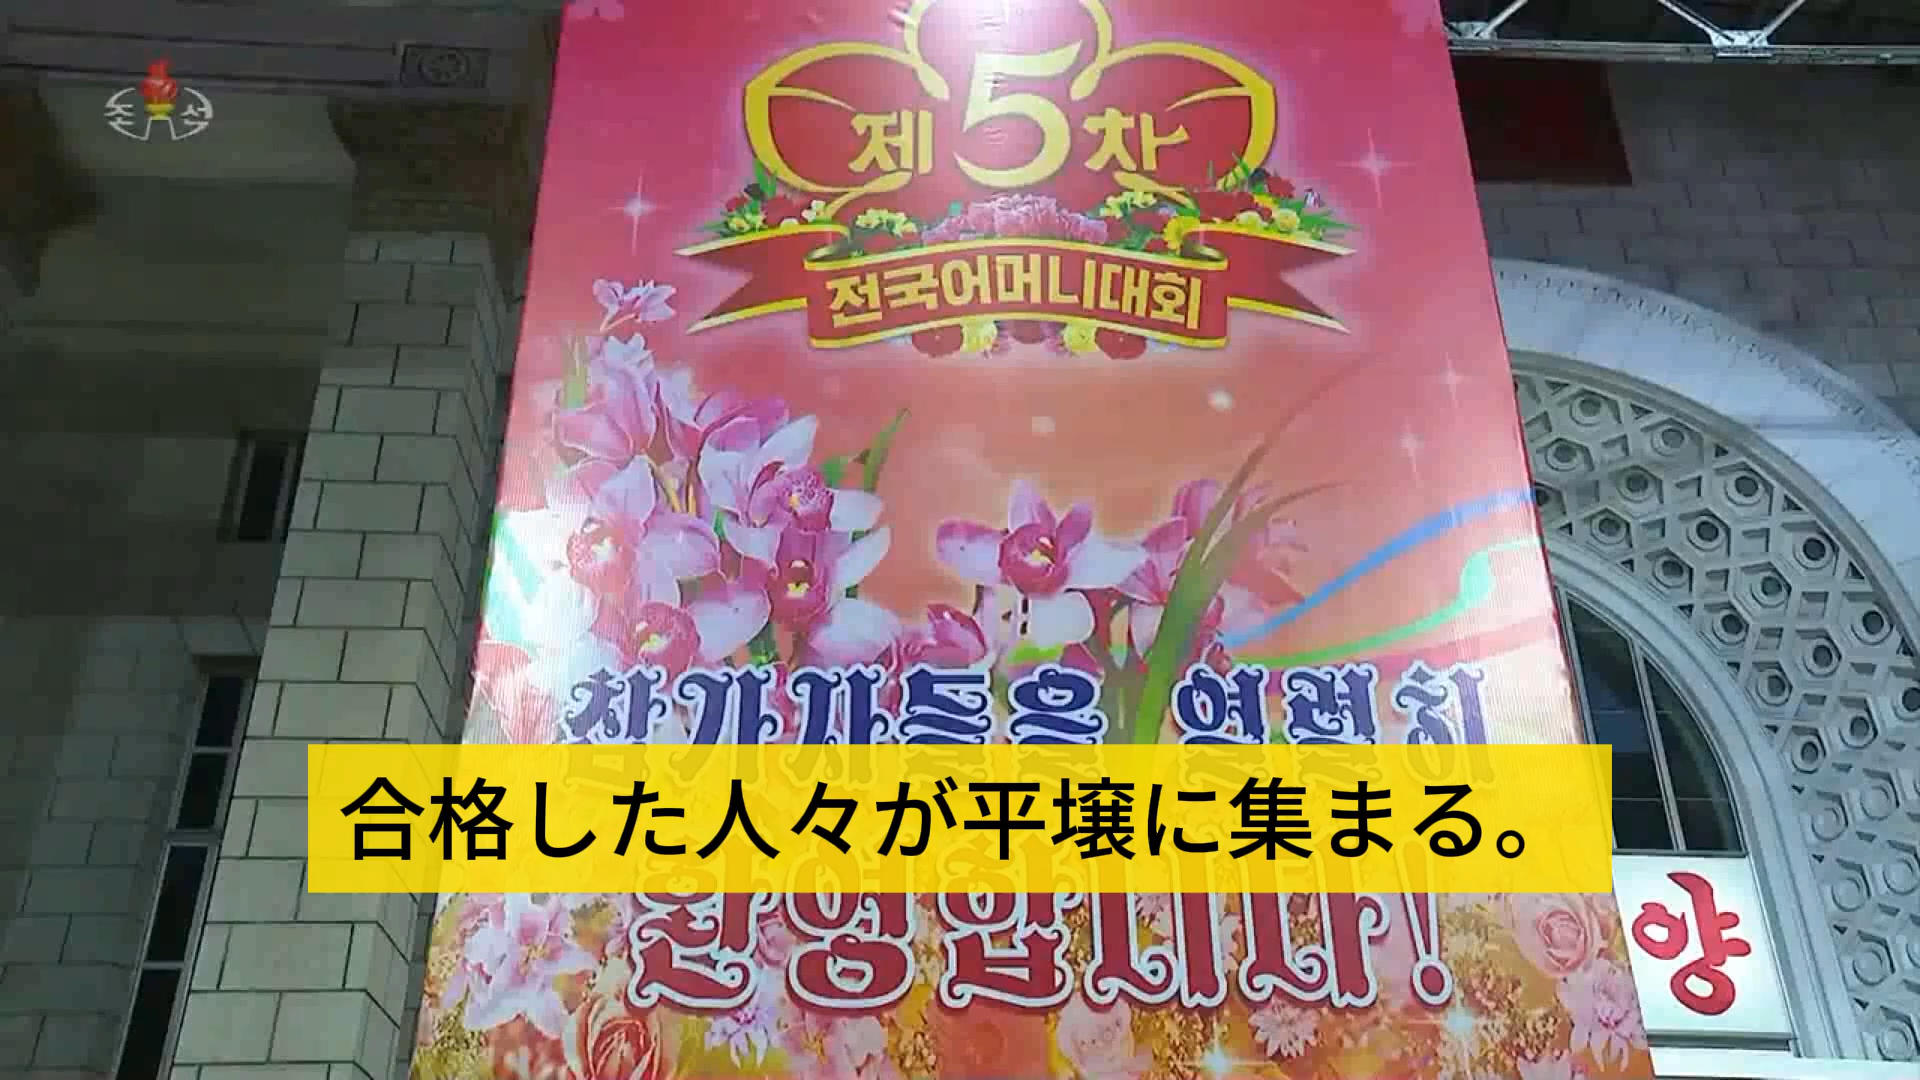 조선
제5차
전국어머니대회
참가자들을 열렬히
合格した人々が平壌に集まる。
환영합니다!
양